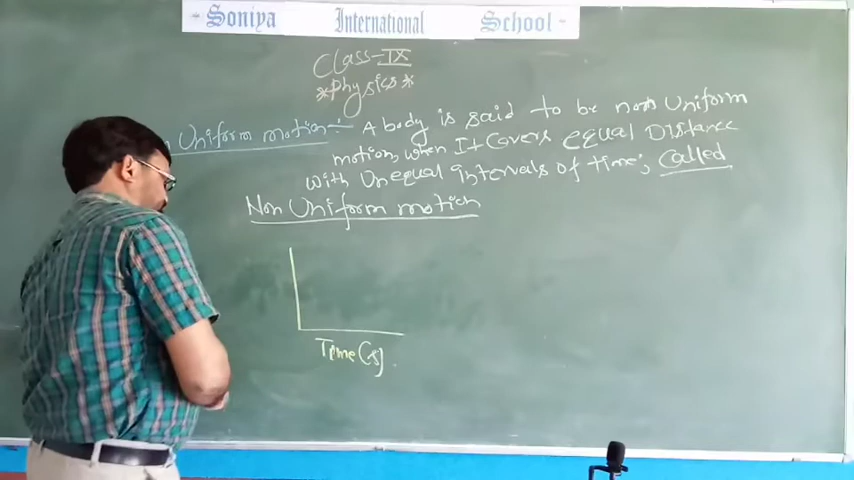 Soniya International School
Class-IX
*Physics*
Uniform motion:- A body is said to be non Uniform
motion, when It Covers equal Distance
with Unequal intervals of time, Called
Non Uniform motion
Time(s)